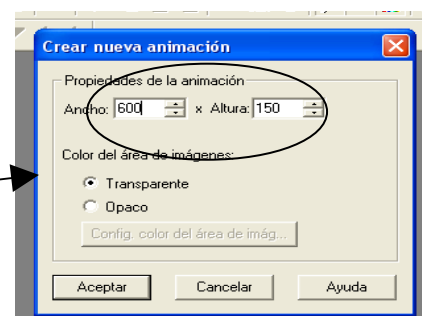 Crear nueva animación
Propiedades de la animación
Ancho: 600 x Altura: 150
Color del área de imágenes:
Transparente
Opaco
Config. color del área de imág...
Aceptar Cancelar Ayuda